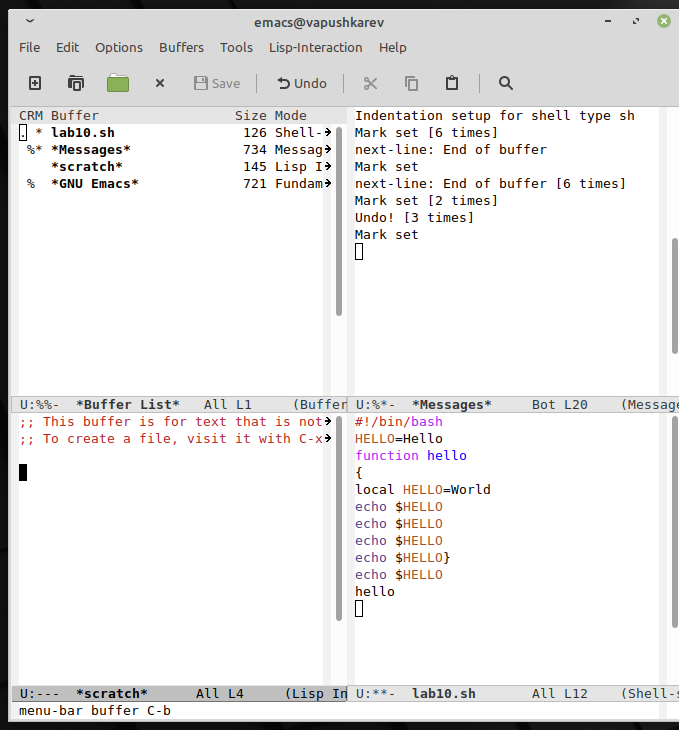 emacs@vapushkarev
File Edit Options Buffers Tools Lisp-Interaction Help
Save Undo
CRM Buffer Size Mode
. * lab10.sh 126 Shell-
%* *Messages* 734 Messag
*scratch* 145 Lisp I
% *GNU Emacs* 721 Fundam
U:%%- *Buffer List* All L1 (Buffer
Indentation setup for shell type sh
Mark set [6 times]
next-line: End of buffer
Mark set
next-line: End of buffer [6 times]
Mark set [2 times]
Undo! [3 times]
Mark set
U:%*- *Messages* Bot L20 (Message
;; This buffer is for text that is not
;; To create a file, visit it with C-x
U:--- *scratch* All L4 (Lisp In
#!/bin/bash
HELLO=Hello
function hello
{
local HELLO=World
echo $HELLO
echo $HELLO
echo $HELLO
echo $HELLO}
echo $HELLO
hello
U:**- lab10.sh All L12 (Shell-s
menu-bar buffer C-b